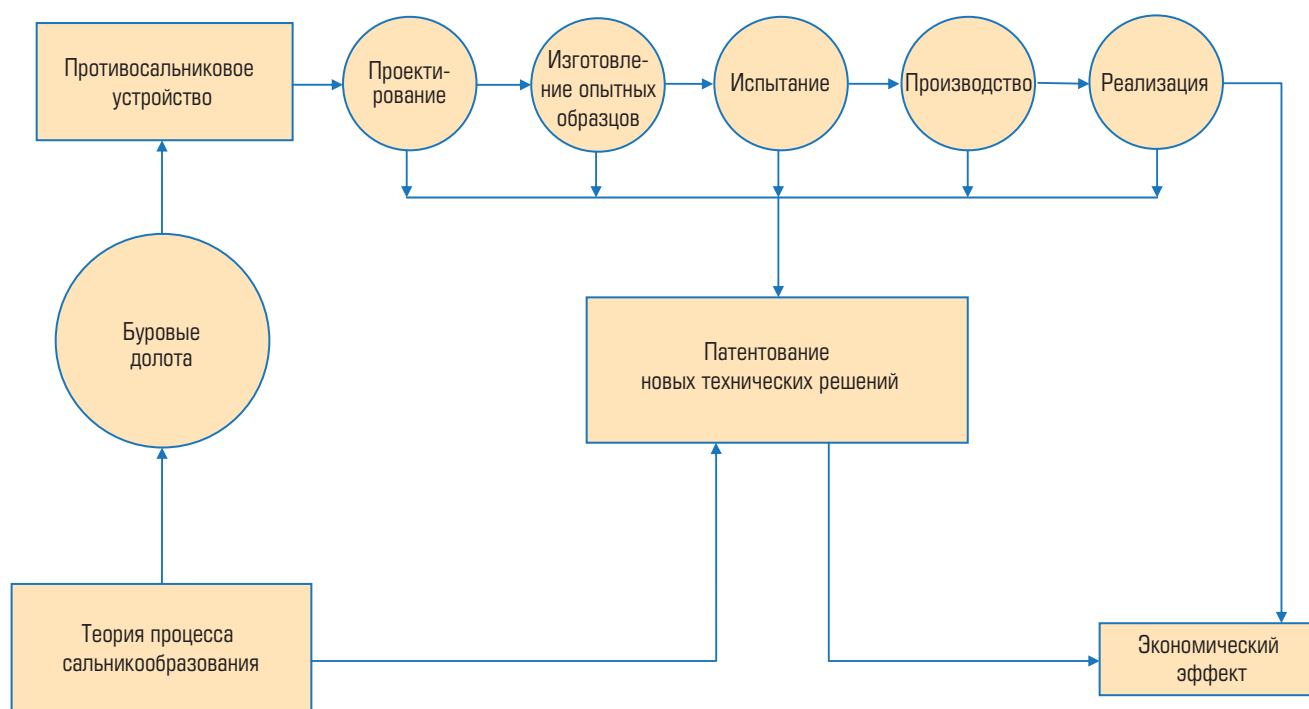 Противосальниковое
устройство
Проекти-
рование
Изготовле-
ние опытных
образцов
Испытание
Производство
Реализация
Буровые
долота
Патентование
новых технических решений
Теория процесса
сальникообразования
Экономический
эффект